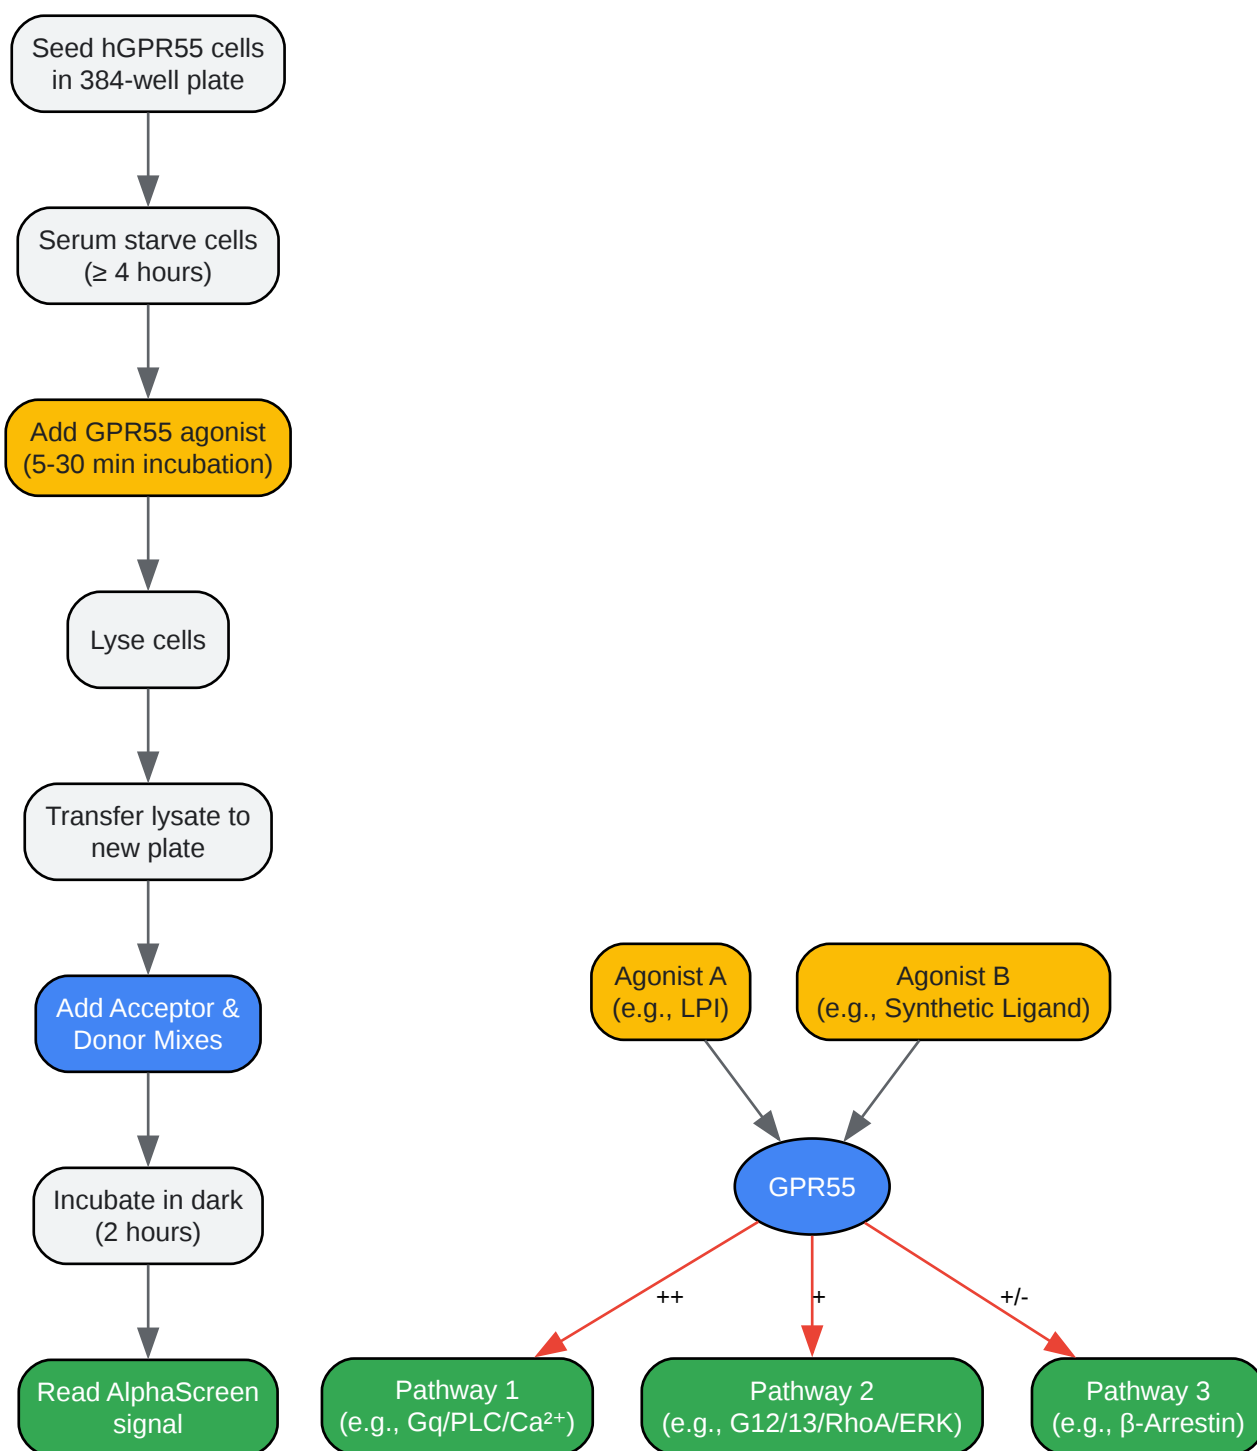 Seed hGPR55 cells
in 384-well plate
Serum starve cells
(≥ 4 hours)
Add GPR55 agonist
(5-30 min incubation)
Lyse cells
Transfer lysate to
new plate
Add Acceptor &
Donor Mixes
Incubate in dark
(2 hours)
Read AlphaScreen
signal
Agonist A
(e.g., LPI)
Agonist B
(e.g., Synthetic Ligand)
GPR55
++
+
+/-
Pathway 1
(e.g., Gq/PLC/Ca²⁺)
Pathway 2
(e.g., G12/13/RhoA/ERK)
Pathway 3
(e.g., β-Arrestin)